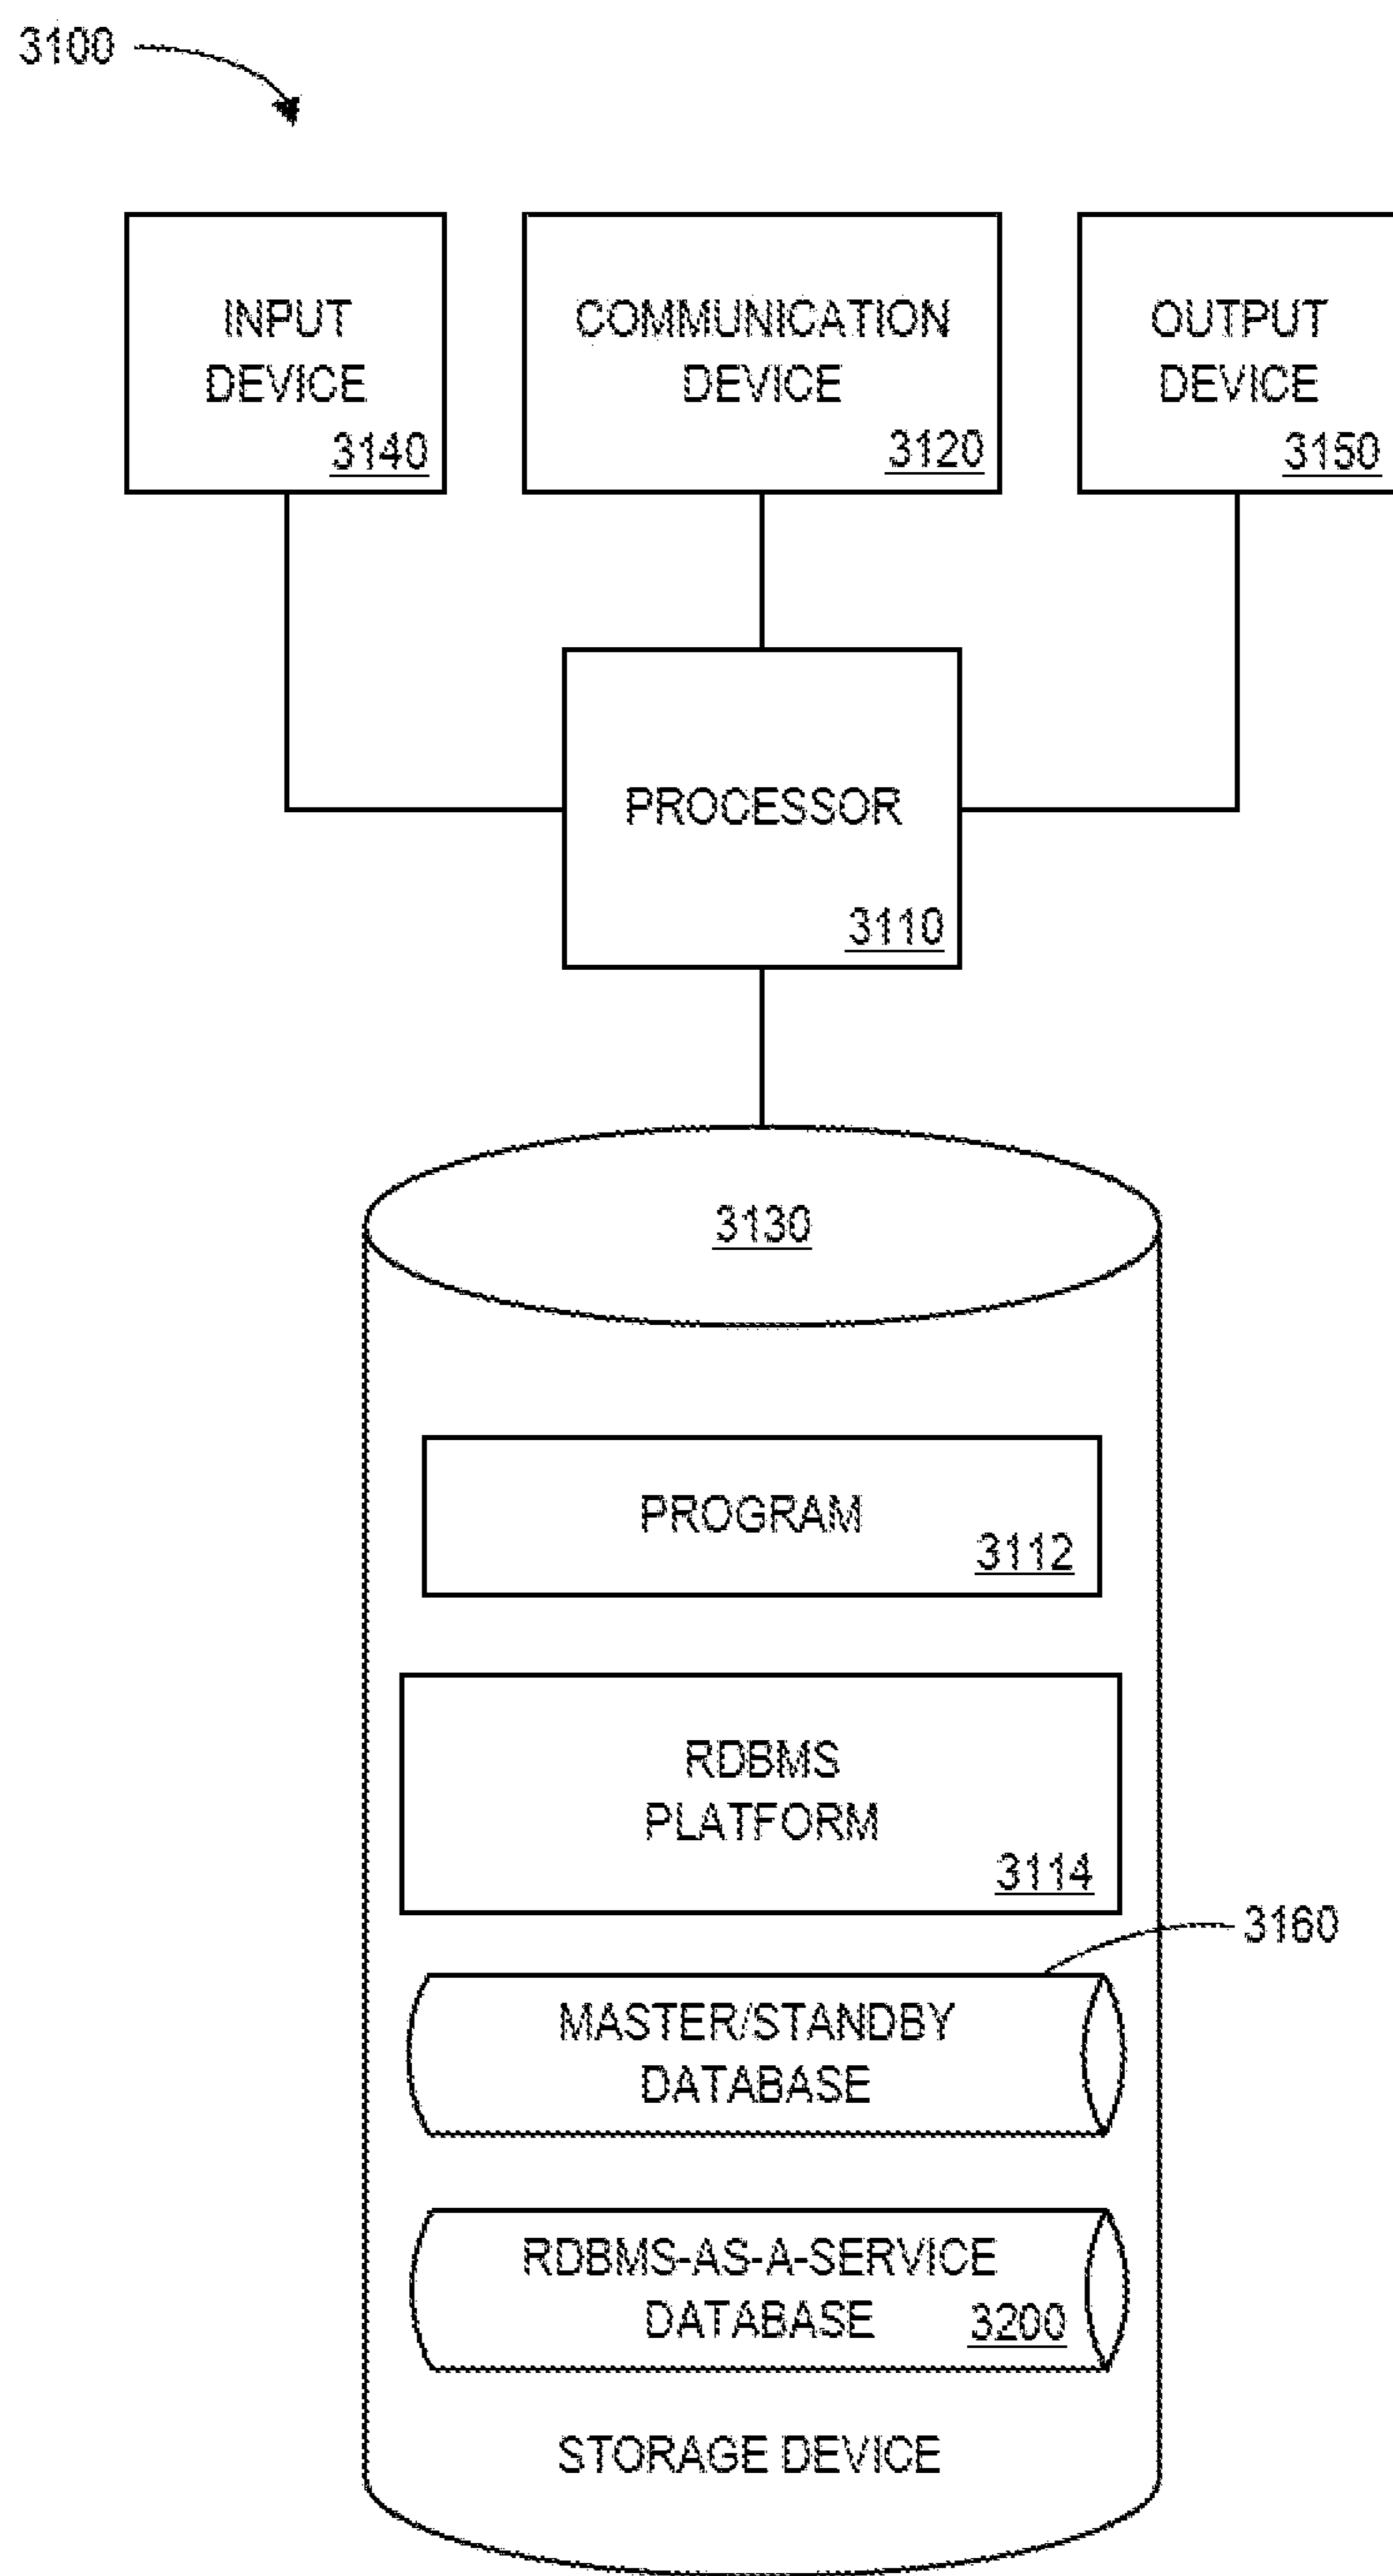 3100
INPUT
DEVICE
3140
COMMUNICATION
DEVICE
3120
OUTPUT
DEVICE
3150
PROCESSOR
3110
3130
PROGRAM
3112
RDBMS
PLATFORM
3114
3160
MASTER/STANDBY
DATABASE
RDBMS-AS-A-SERVICE
DATABASE
3200
STORAGE DEVICE